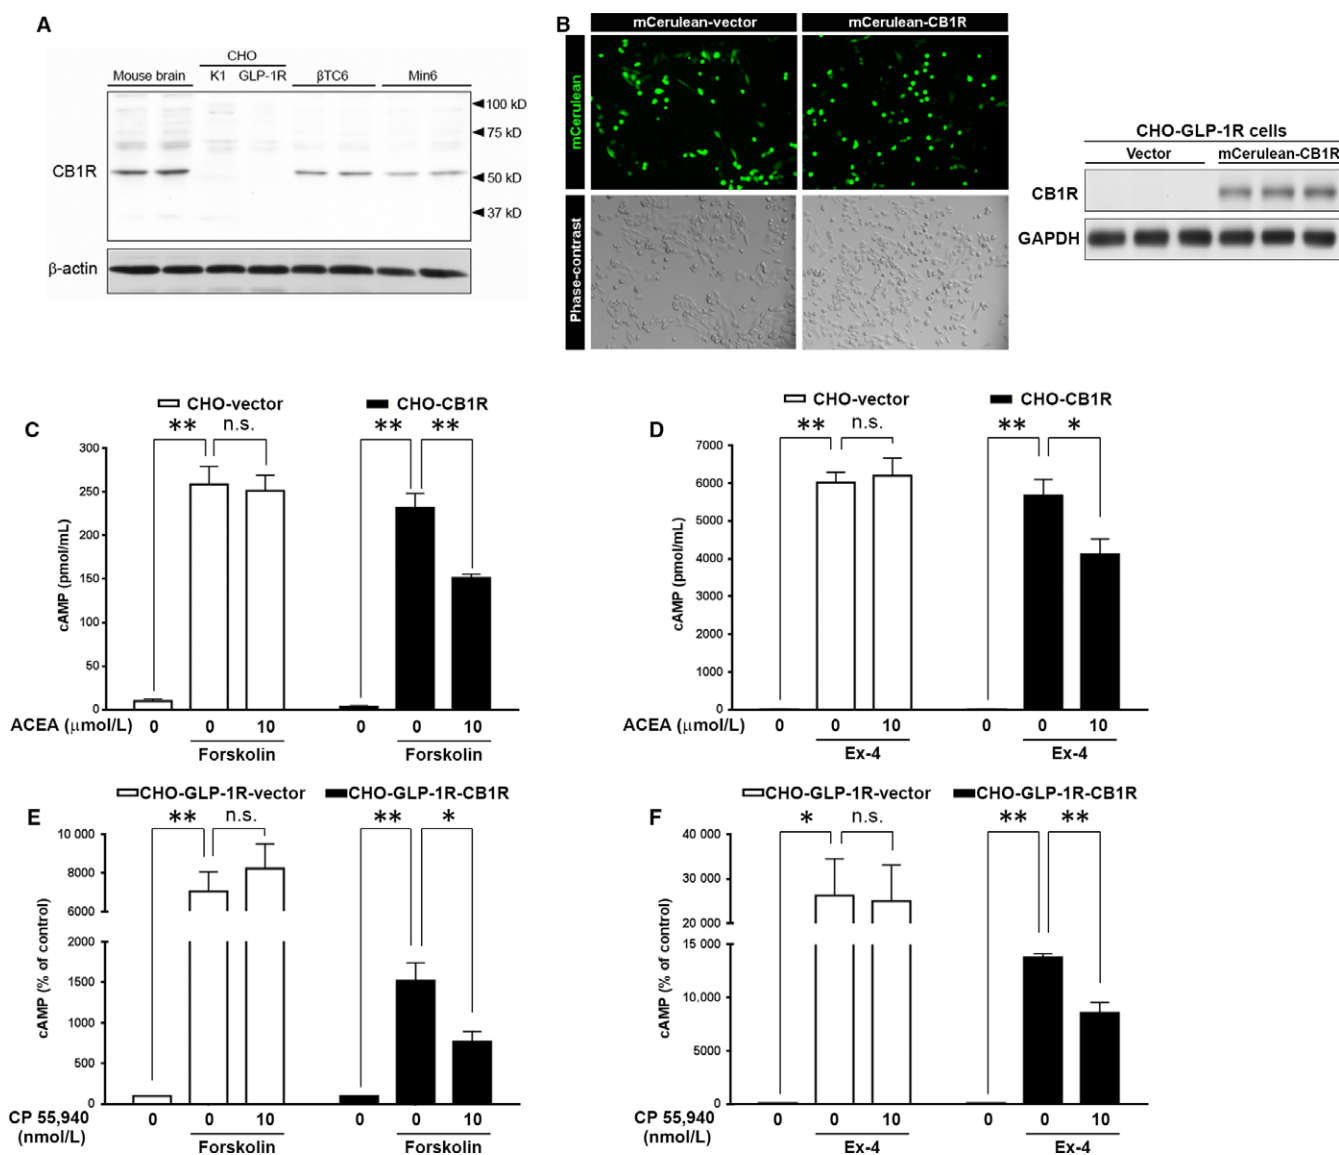 A
CHO
Mouse brain K1 GLP-1R βTC6 Min6
100 kD
75 kD
CB1R
50 kD
37 kD
β-actin
B
mCerulean-vector mCerulean-CB1R
mCerulean
Phase-contrast
CHO-GLP-1R cells
Vector mCerulean-CB1R
CB1R
GAPDH
C
CHO-vector CHO-CB1R
** n.s. ** **
cAMP (pmol/mL)
300
250
200
150
100
50
0
ACEA (μmol/L) 0 0 10 0 0 10
Forskolin Forskolin
D
CHO-vector CHO-CB1R
** n.s. ** *
cAMP (pmol/mL)
7000
6000
5000
4000
3000
2000
1000
0
ACEA (μmol/L) 0 0 10 0 0 10
Ex-4 Ex-4
E
CHO-GLP-1R-vector CHO-GLP-1R-CB1R
** n.s. ** *
cAMP (% of control)
10 000
8000
6000
2000
1500
1000
500
0
CP 55,940 0 0 10 0 0 10
(nmol/L) Forskolin Forskolin
F
CHO-GLP-1R-vector CHO-GLP-1R-CB1R
* n.s. ** **
cAMP (% of control)
40 000
30 000
20 000
15 000
10,000
5000
0
CP 55,940 0 0 10 0 0 10
(nmol/L) Ex-4 Ex-4